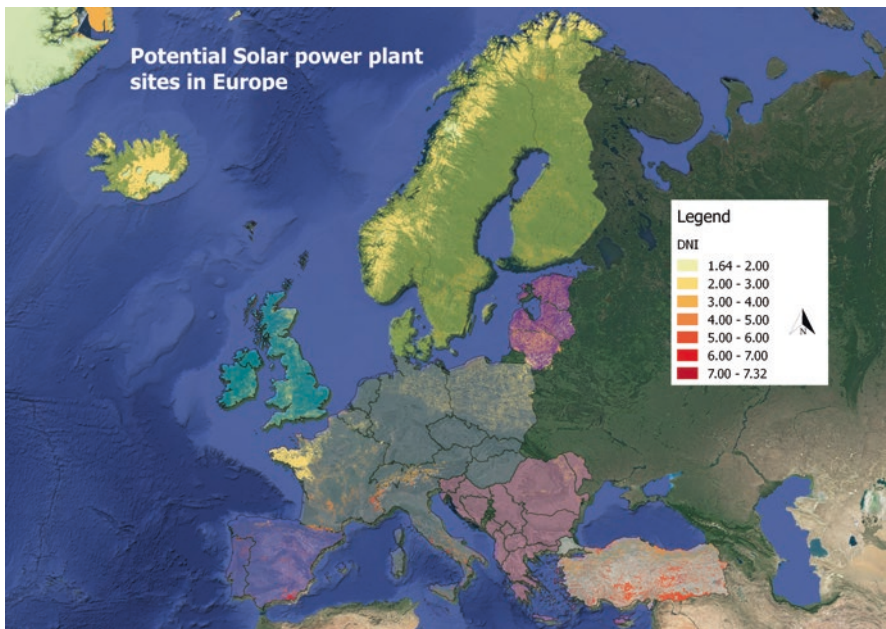 Potential Solar power plant
sites in Europe
Legend
DNI
1.64 - 2.00
2.00 - 3.00
3.00 - 4.00
4.00 - 5.00
5.00 - 6.00
6.00 - 7.00
7.00 - 7.32
N